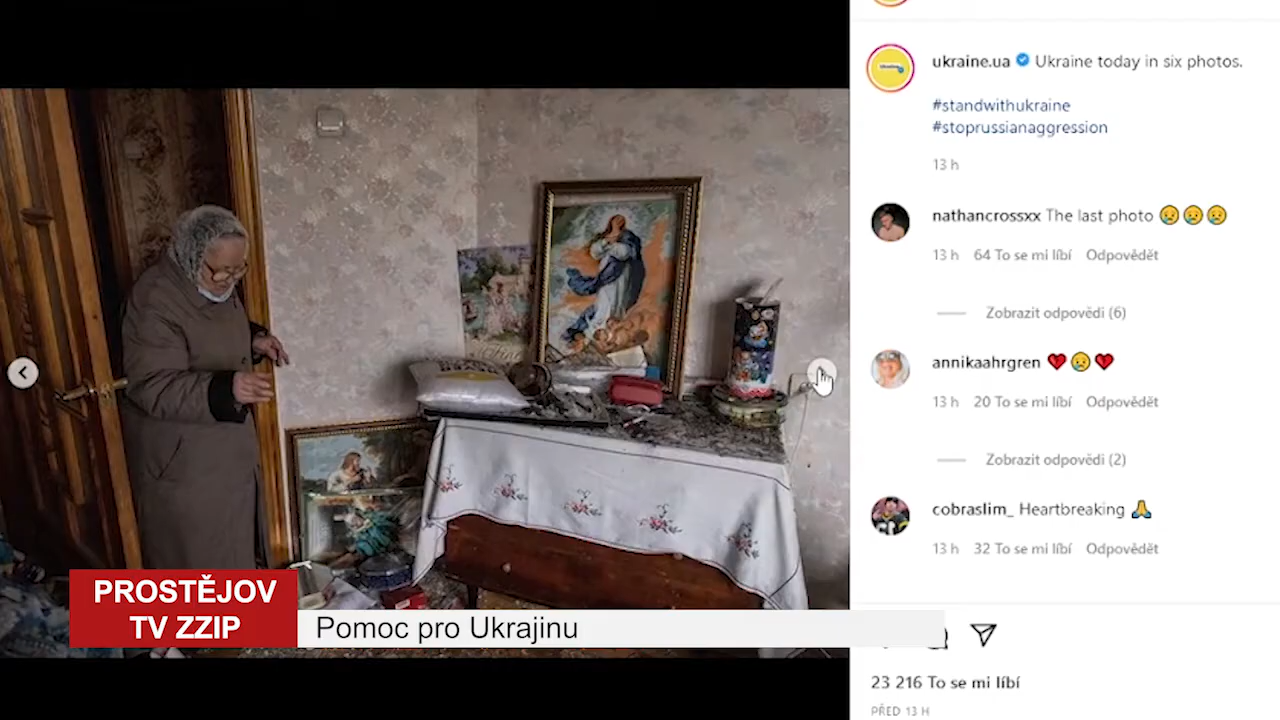 ukraine.ua Ukraine today in six photos.
#standwithukraine
#stoprussianaggression
13 h
nathancrossxx The last photo 😢😢😢
13 h 64 To se mi líbí Odpovědět
Zobrazit odpovědi (6)
annikaahrgren ❤️😢❤️
13 h 20 To se mi líbí Odpovědět
Zobrazit odpovědi (2)
cobraslim_ Heartbreaking 🙏
13 h 32 To se mi líbí Odpovědět
23 216 To se mi líbí
PŘED 13 H
PROSTĚJOV
TV ZZIP
Pomoc pro Ukrajinu